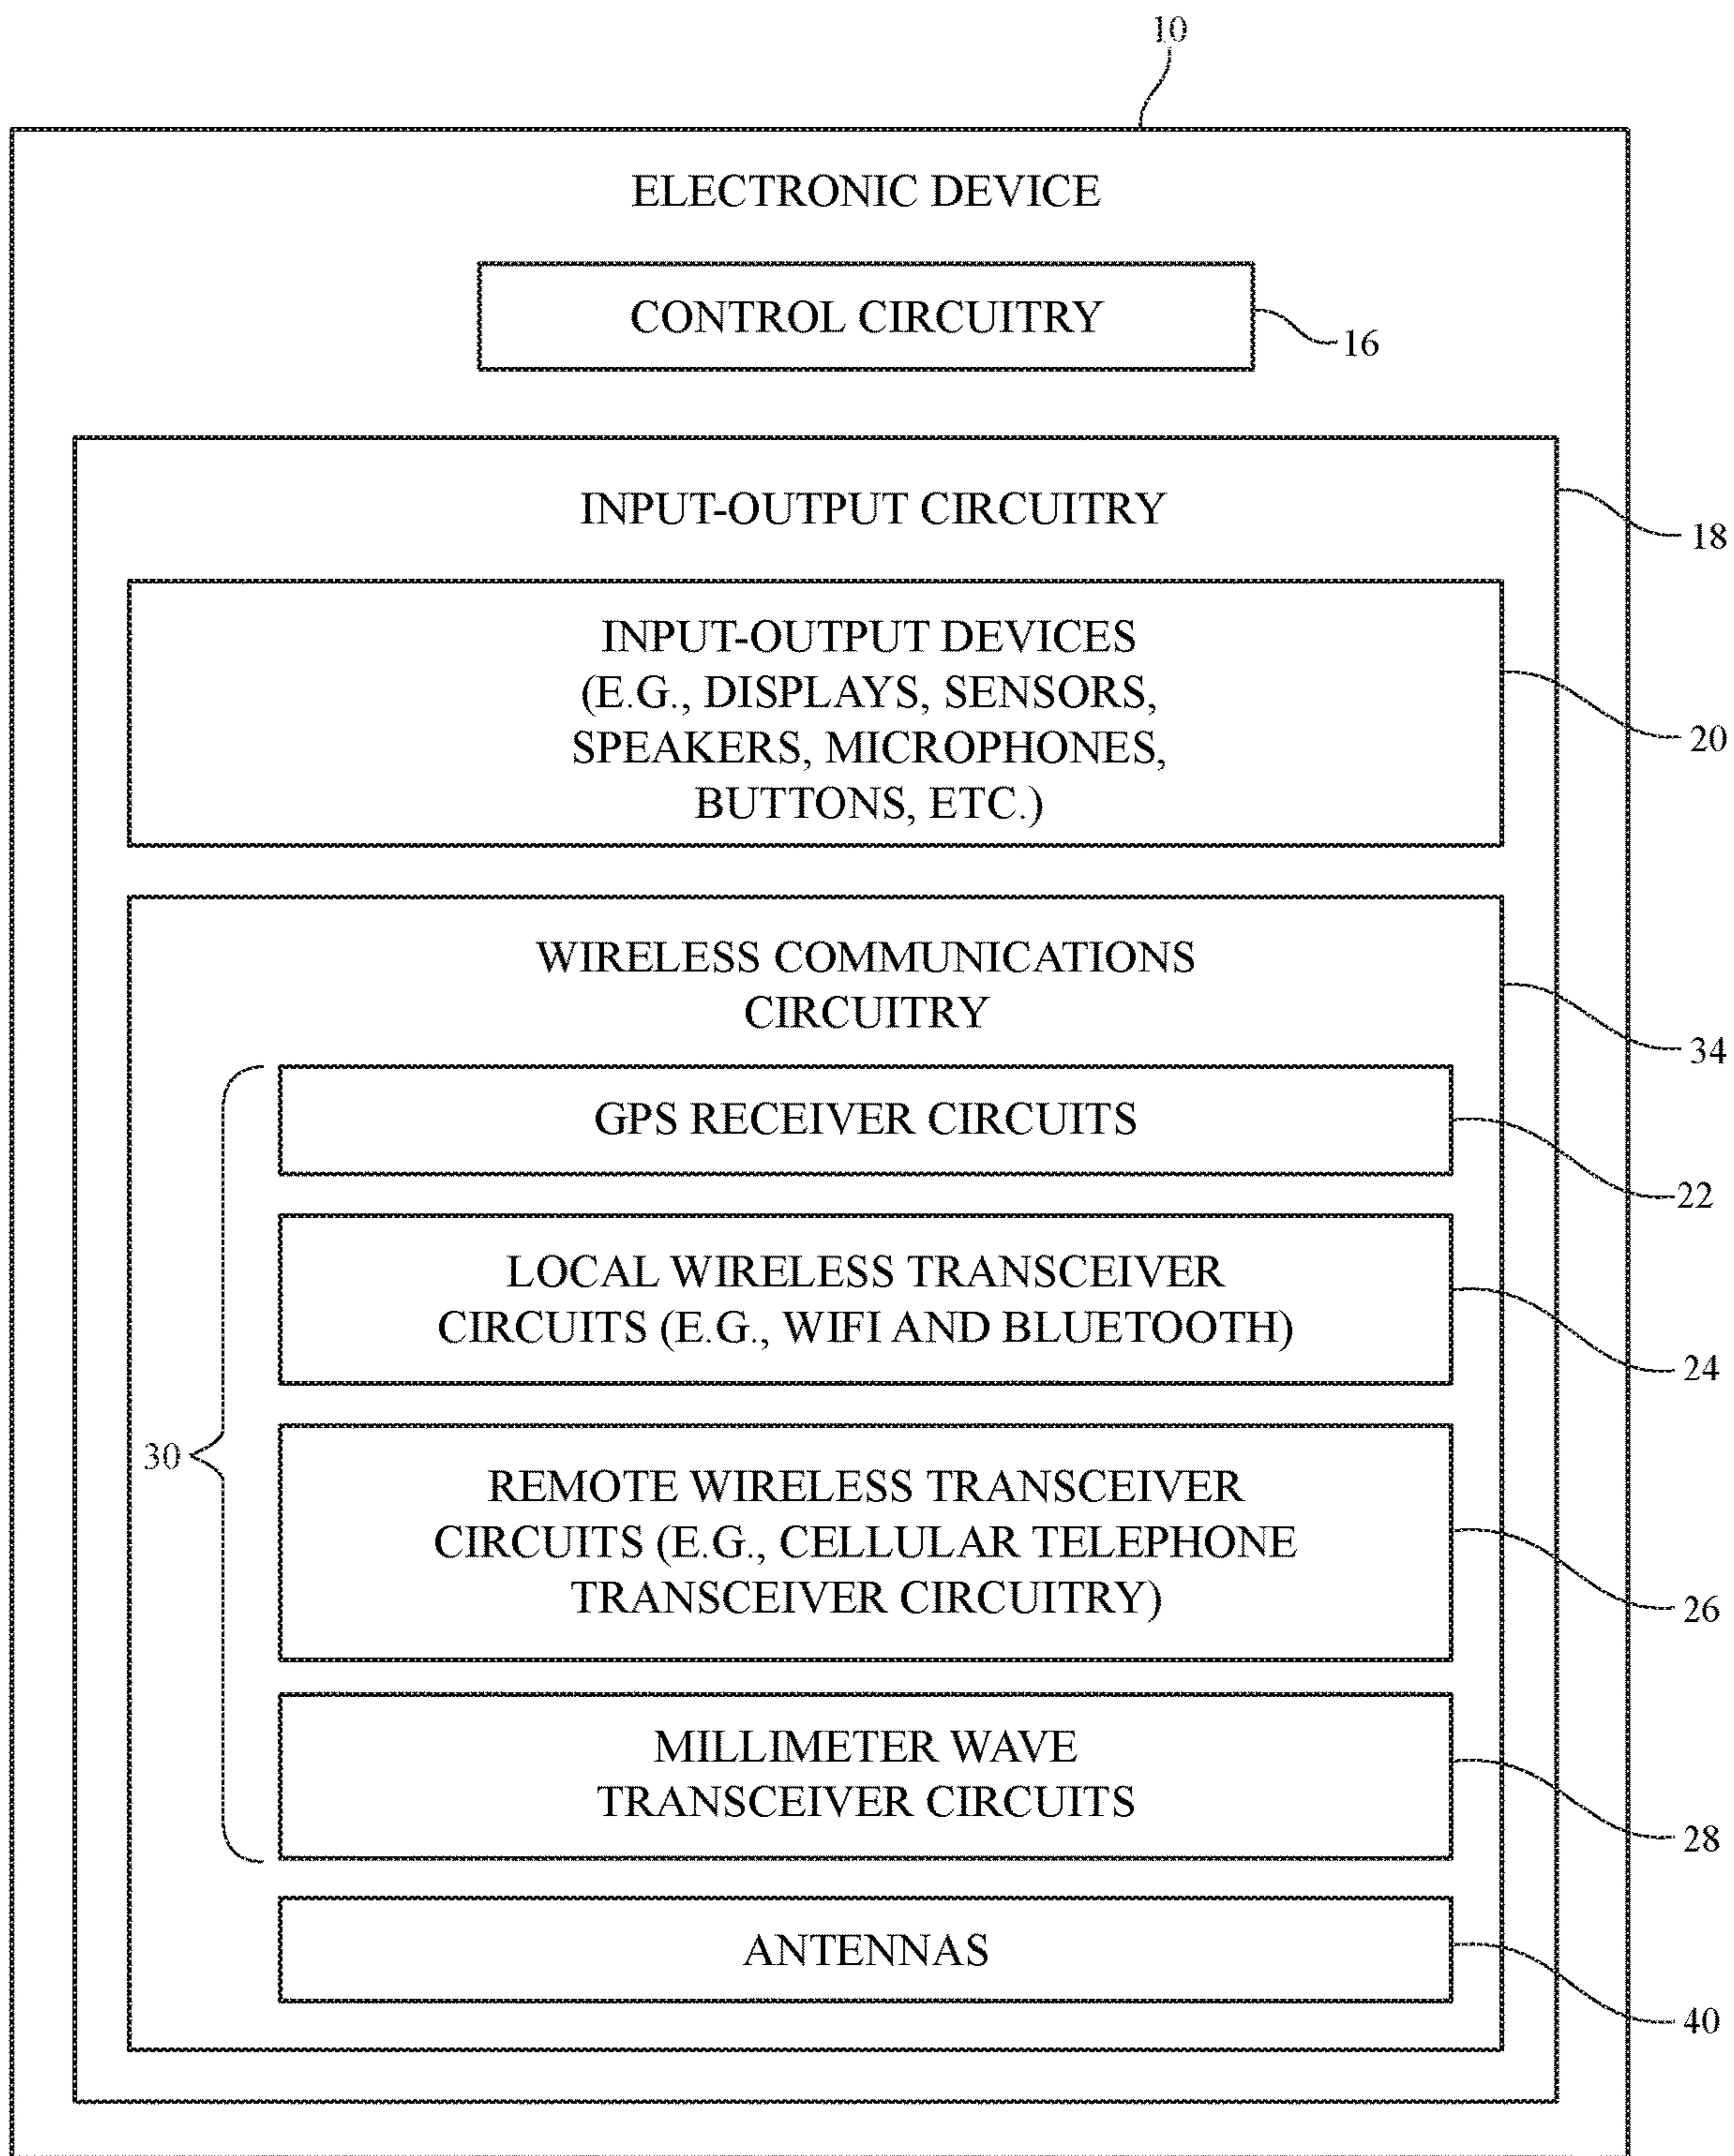 10
ELECTRONIC DEVICE
CONTROL CIRCUITRY
16
INPUT-OUTPUT CIRCUITRY
18
INPUT-OUTPUT DEVICES
(E.G., DISPLAYS, SENSORS,
SPEAKERS, MICROPHONES,
BUTTONS, ETC.)
20
WIRELESS COMMUNICATIONS
CIRCUITRY
34
GPS RECEIVER CIRCUITS
22
LOCAL WIRELESS TRANSCEIVER
CIRCUITS (E.G., WIFI AND BLUETOOTH)
24
30
REMOTE WIRELESS TRANSCEIVER
CIRCUITS (E.G., CELLULAR TELEPHONE
TRANSCEIVER CIRCUITRY)
26
MILLIMETER WAVE
TRANSCEIVER CIRCUITS
28
ANTENNAS
40